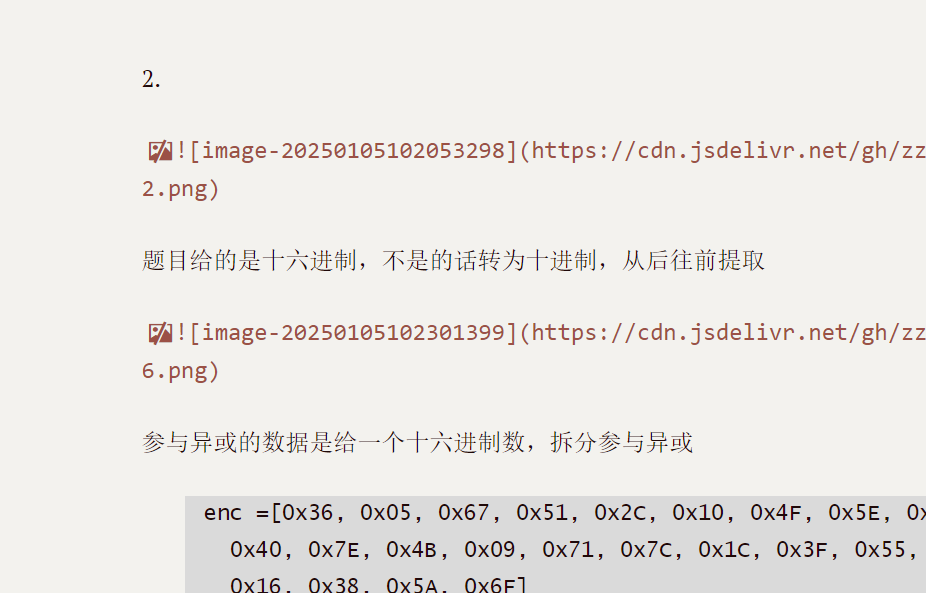 2.
![image-20250105102053298](https://cdn.jsdelivr.net/gh/zz
2.png)
题目给的是十六进制，不是的话转为十进制，从后往前提取
![image-20250105102301399](https://cdn.jsdelivr.net/gh/zz
6.png)
参与异或的数据是给一个十六进制数，拆分参与异或
enc =[0x36, 0x05, 0x67, 0x51, 0x2C, 0x10, 0x4F, 0x5E, 0x
0x40, 0x7E, 0x4B, 0x09, 0x71, 0x7C, 0x1C, 0x3F, 0x55,
0x16, 0x38, 0x5A, 0x6F]